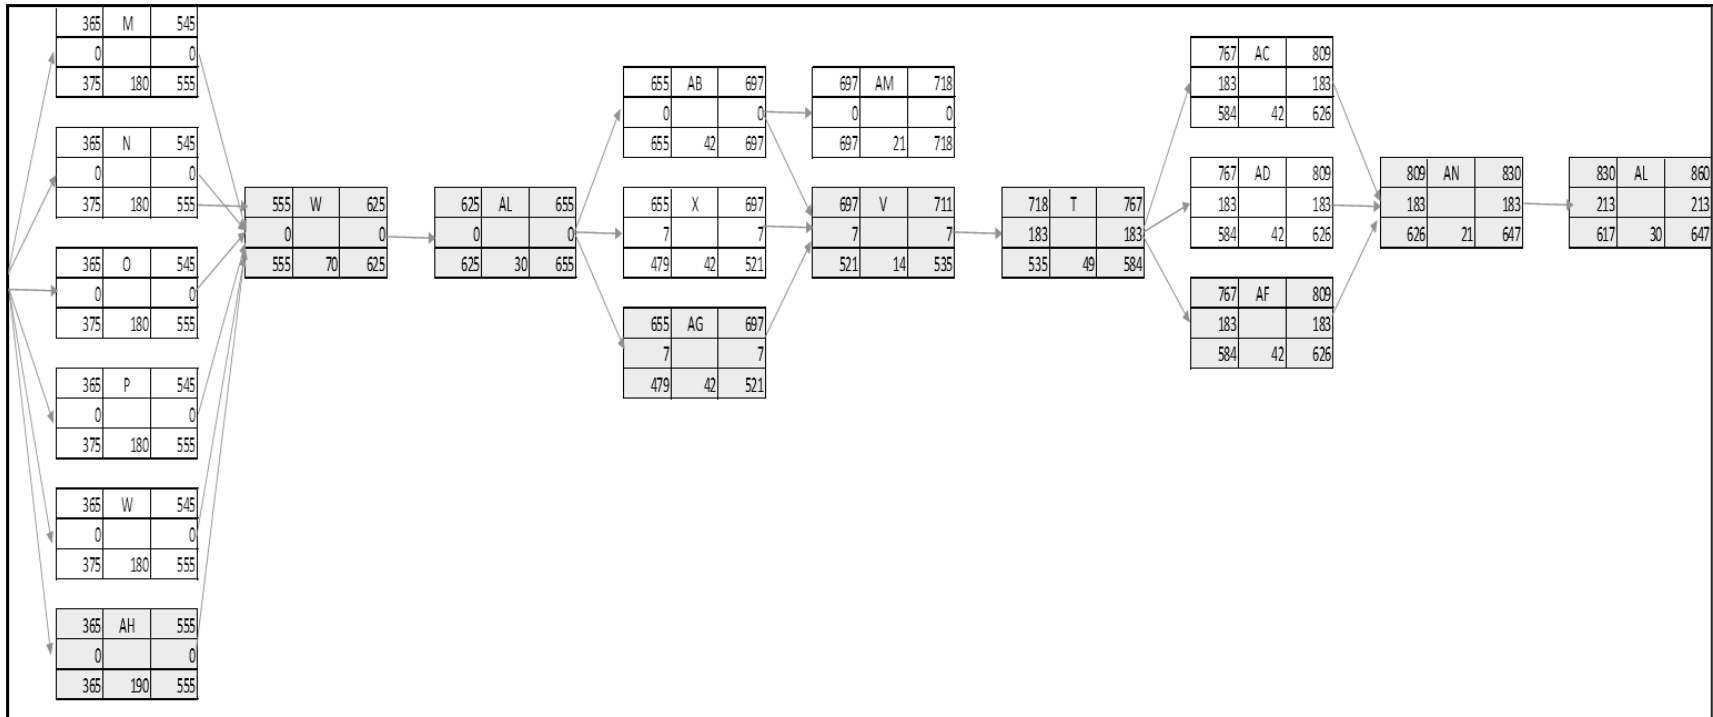 365 M 545
0 0
375 180 555
365 N 545
0 0
375 180 555
365 O 545
0 0
375 180 555
365 P 545
0 0
375 180 555
365 W 545
0 0
375 180 555
365 AH 555
0 0
365 190 555
555 W 625
0 0
555 70 625
625 AL 655
0 0
625 30 655
655 AB 697
0 0
655 42 697
655 X 697
7 7
479 42 521
655 AG 697
7 7
479 42 521
697 AM 718
0 0
697 21 718
697 V 711
7 7
521 14 535
718 T 767
183 183
535 49 584
767 AC 809
183 183
584 42 626
767 AD 809
183 183
584 42 626
767 AF 809
183 183
584 42 626
809 AN 830
183 183
626 21 647
830 AL 860
213 213
617 30 647